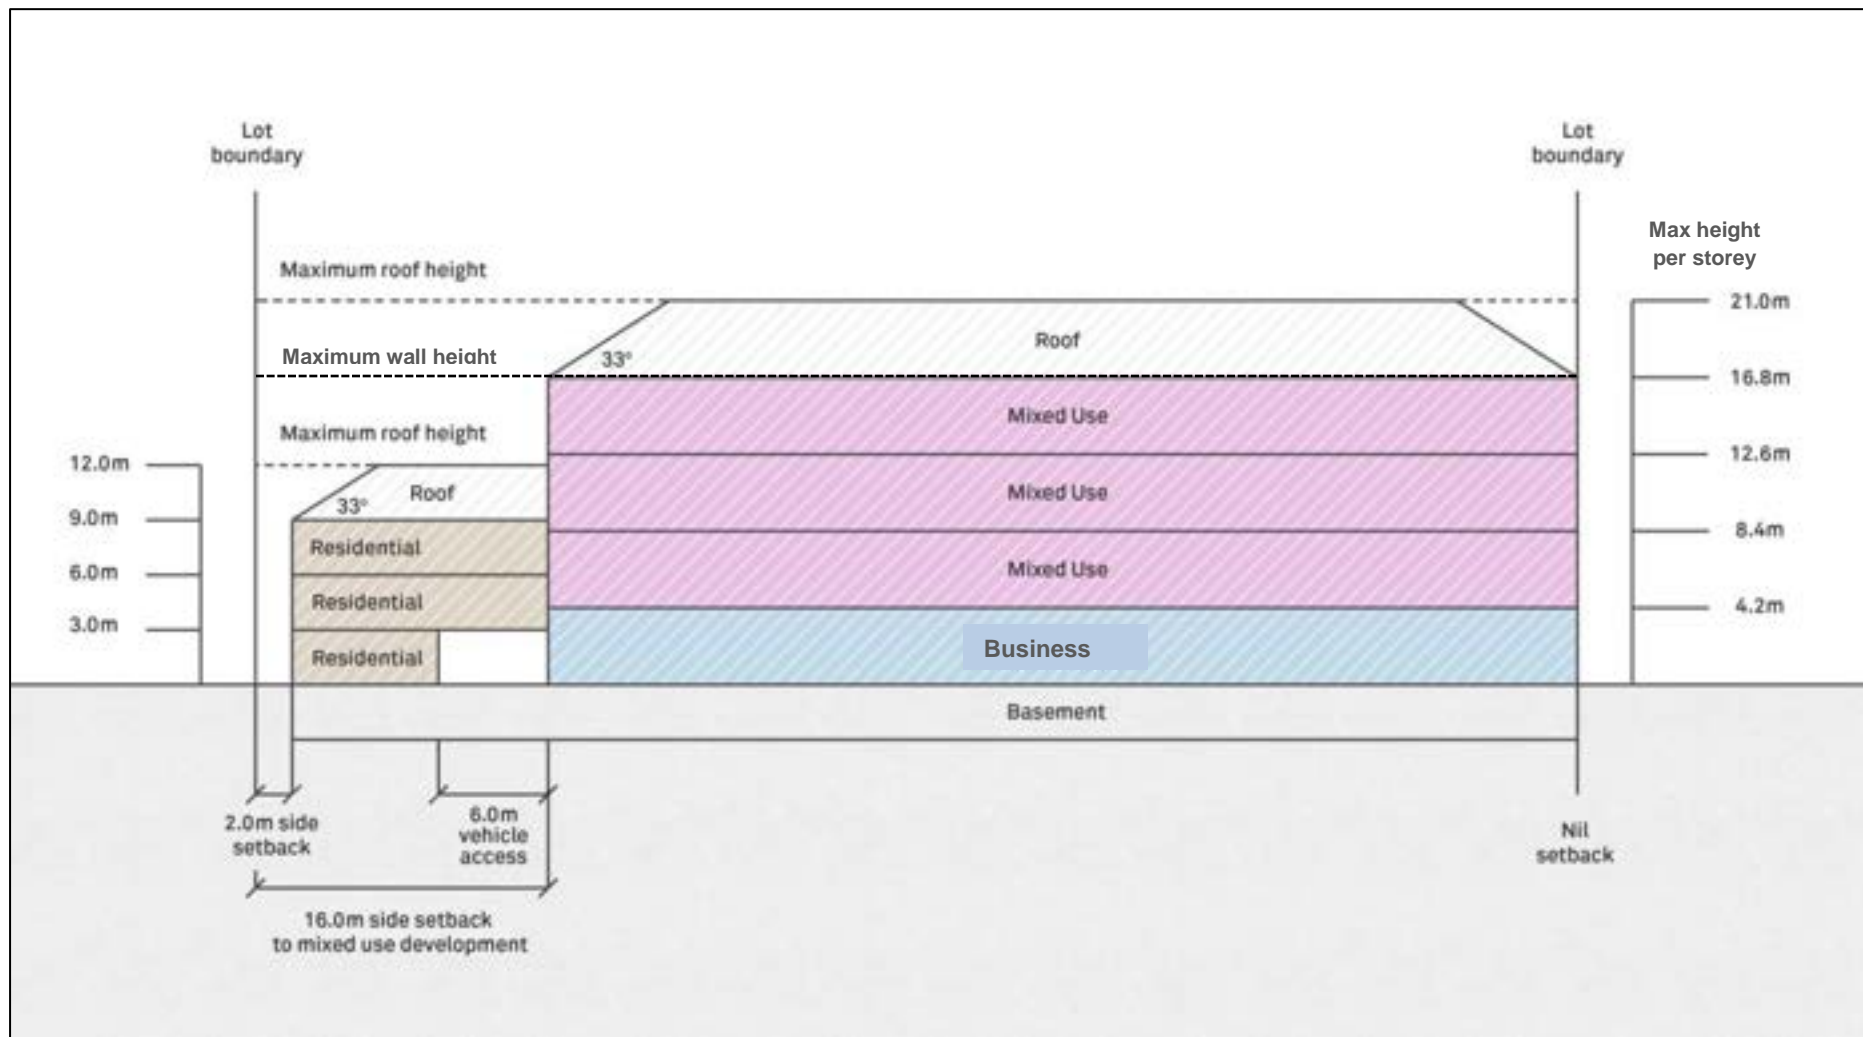 Lot
boundary
Lot
boundary
Max height
per storey
Maximum roof height
21.0m
Roof
Maximum wall height
33°
16.8m
Mixed Use
Maximum roof height
12.6m
12.0m
Roof
Mixed Use
33°
9.0m
8.4m
Residential
Mixed Use
6.0m
Residential
4.2m
3.0m
Business
Residential
Basement
2.0m side
setback
6.0m
vehicle
access
Nil
setback
16.0m side setback
to mixed use development